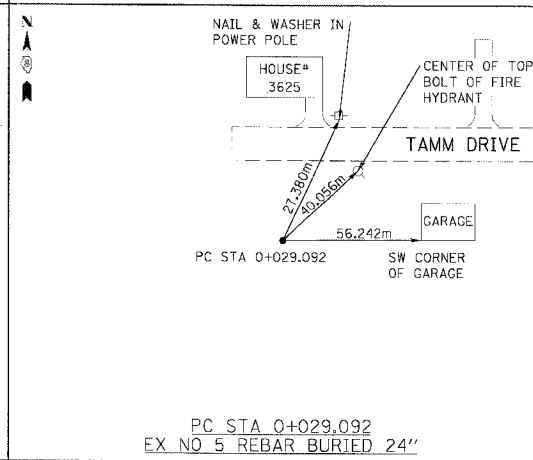 N
NAIL & WASHER IN
POWER POLE
HOUSE#
3625
CENTER OF TOP
BOLT OF FIRE
HYDRANT
TAMM DRIVE
27.380m
40.056m
GARAGE
56.242m
PC STA 0+029.092
SW CORNER
OF GARAGE
PC STA 0+029.092
EX NO 5 REBAR BURIED 24"